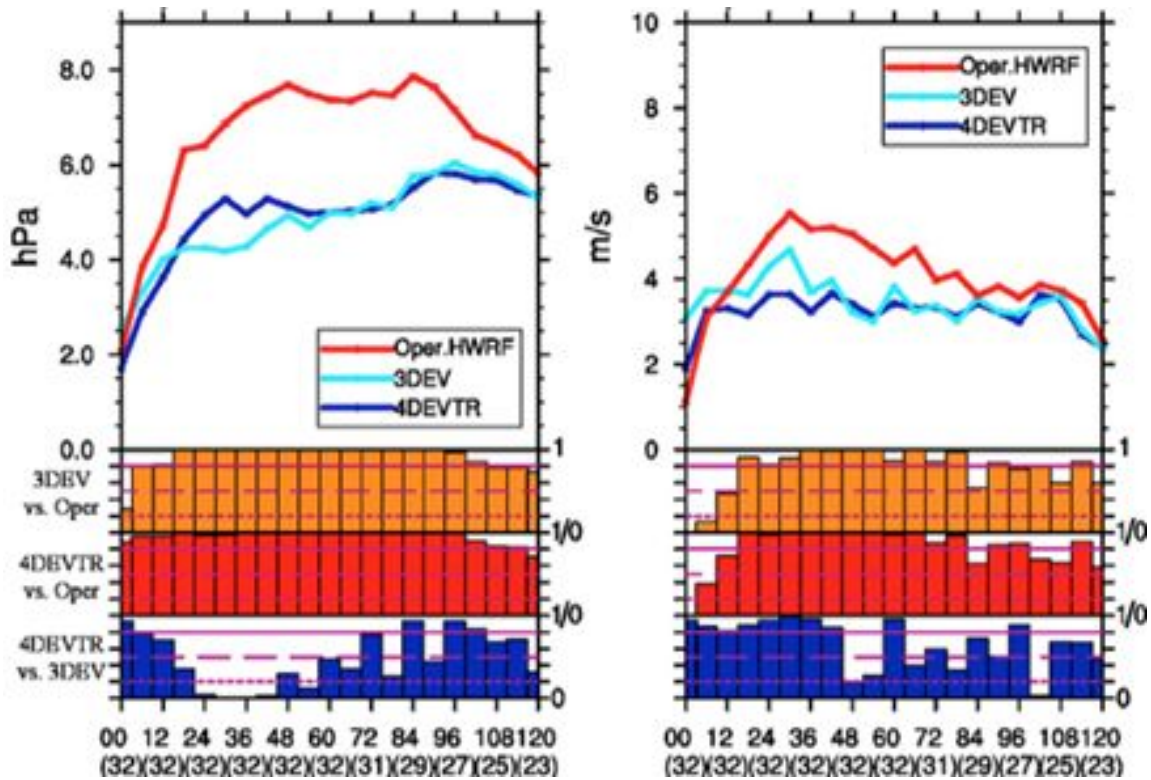 hPa
8.0
6.0
4.0
2.0
0.0
Oper.HWRF
3DEV
4DEVTR
3DEV
vs. Oper
4DEVTR
vs. Oper
4DEVTR
vs. 3DEV
1
1/0
1/0
0
00 12 24 36 48 60 72 84 96 108 120
(32)(32)(32)(32)(32)(32)(31)(29)(27)(25)(23)
m/s
10
8
6
4
2
0
Oper.HWRF
3DEV
4DEVTR
1
1/0
1/0
0
00 12 24 36 48 60 72 84 96 108 120
(32)(32)(32)(32)(32)(32)(31)(29)(27)(25)(23)